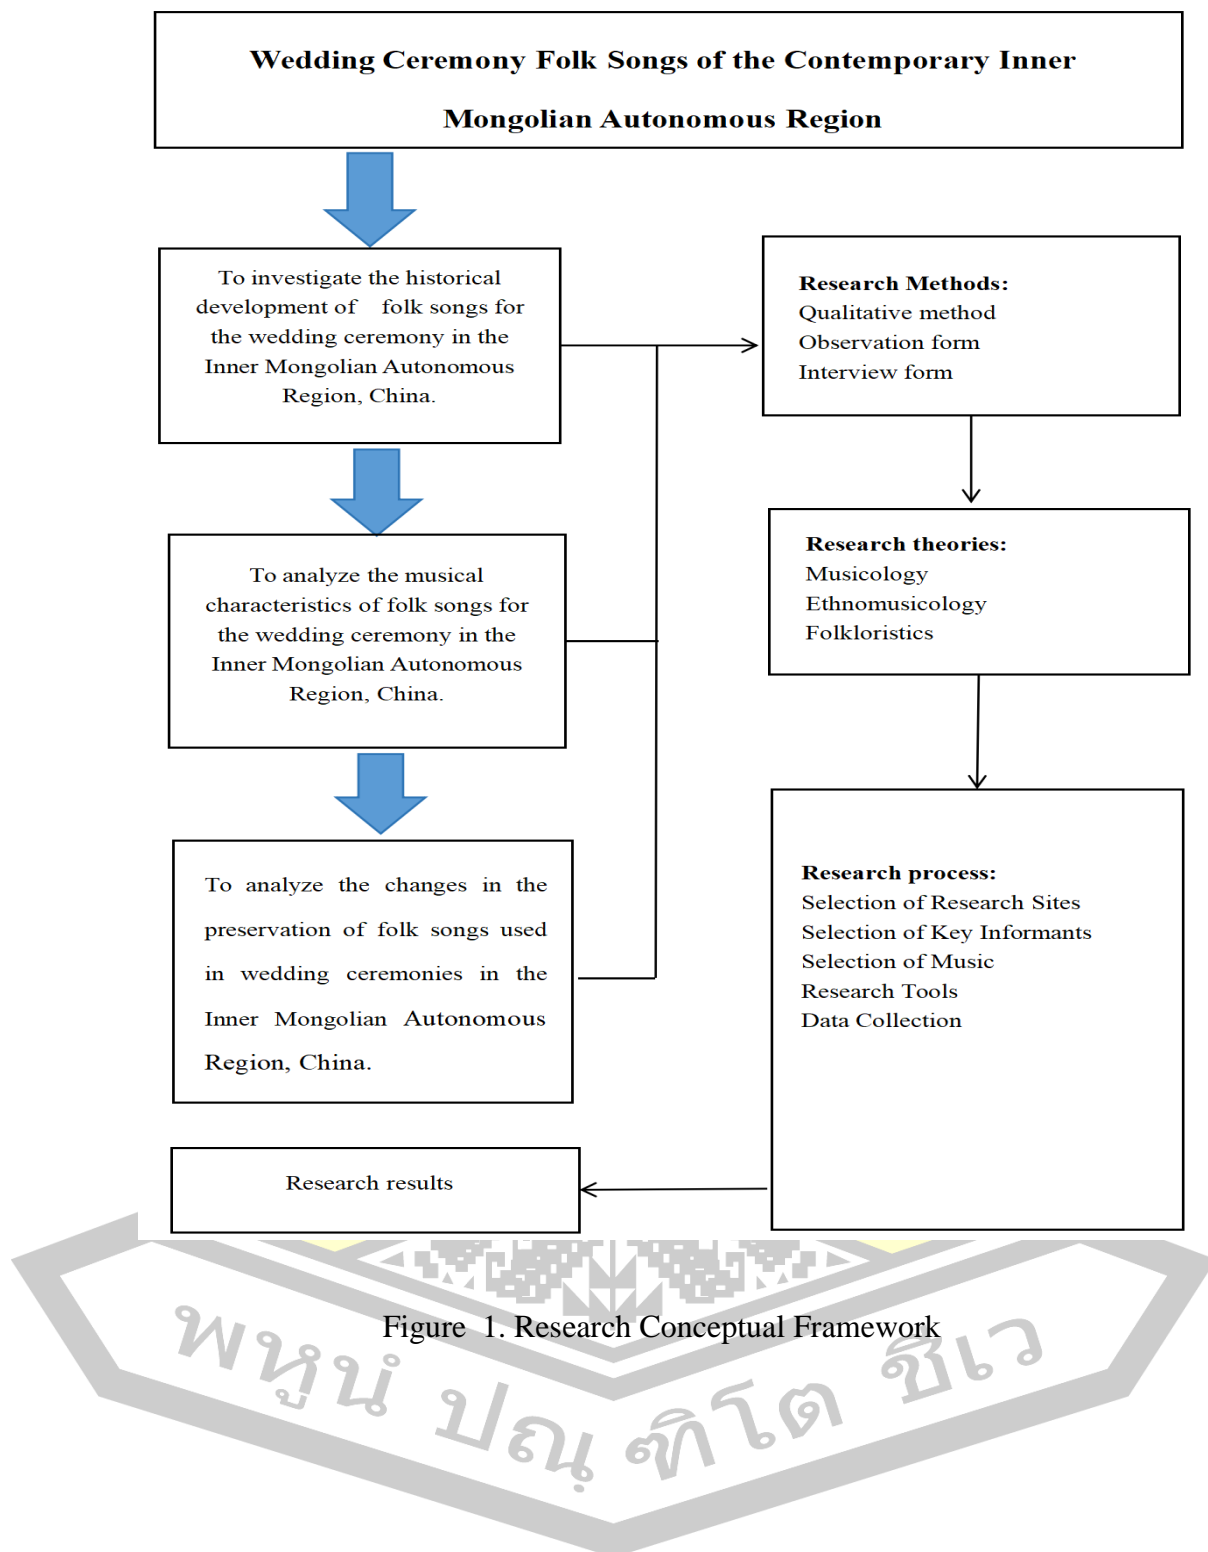 Wedding Ceremony Folk Songs of the Contemporary Inner
Mongolian Autonomous Region
To investigate the historical
development of folk songs for
the wedding ceremony in the
Inner Mongolian Autonomous
Region, China.
To analyze the musical
characteristics of folk songs for
the wedding ceremony in the
Inner Mongolian Autonomous
Region, China.
To analyze the changes in the
preservation of folk songs used
in wedding ceremonies in the
Inner Mongolian Autonomous
Region, China.
Research Methods:
Qualitative method
Observation form
Interview form
Research theories:
Musicology
Ethnomusicology
Folkloristics
Research process:
Selection of Research Sites
Selection of Key Informants
Selection of Music
Research Tools
Data Collection
Research results
Figure 1. Research Conceptual Framework
พหูนํ ปณฺฑิโต ชีเว